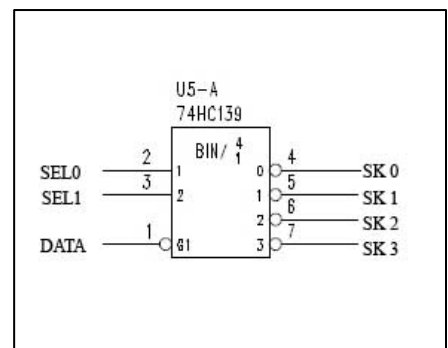 U5-A
74HC139
BIN/ 4
1
SEL0 2 1 0 4 SK 0
SEL1 3 2 1 5 SK 1
2 6 SK 2
DATA 1 G1 3 7 SK 3